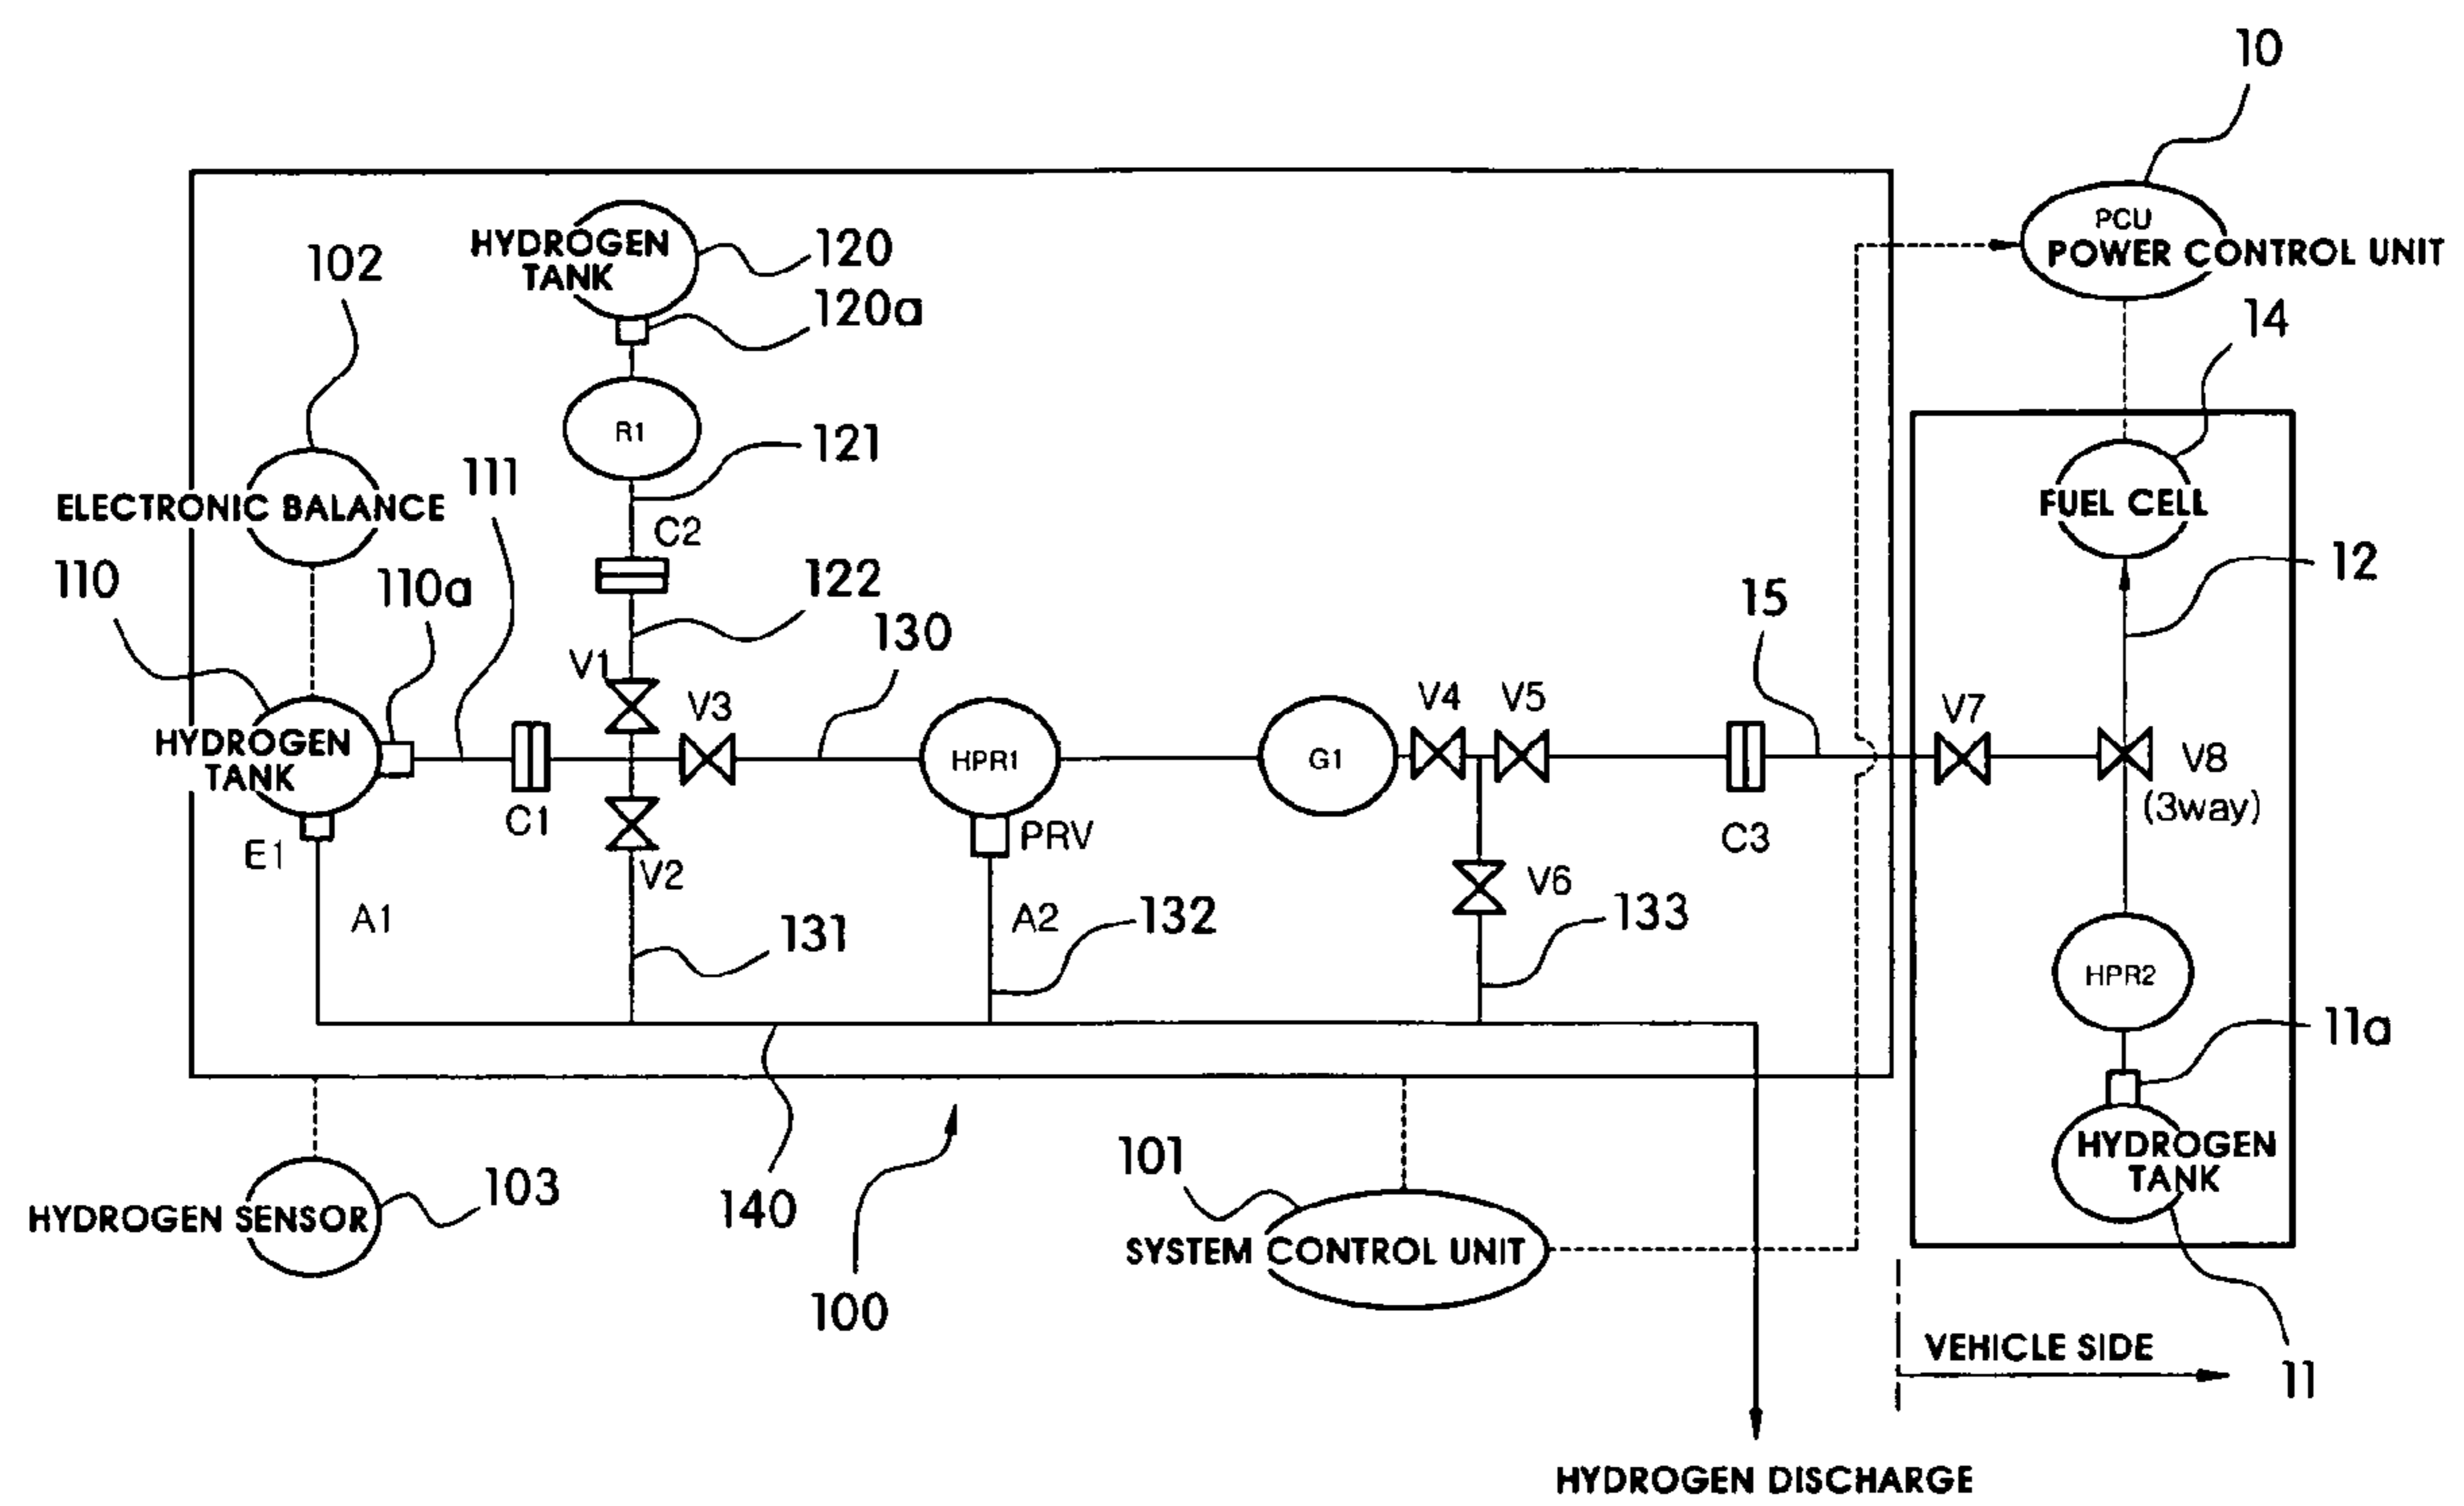 10
PCU
POWER CONTROL UNIT
HYDROGEN
TANK
120
120a
102
14
R1
121
111
ELECTRONIC BALANCE
C2
FUEL CELL
110
110a
122
12
130
15
V1
V3
V4
V5
V7
HYDROGEN
TANK
HPR1
G1
V8
(3way)
C1
PRV
C3
E1
V2
V6
A1
131
A2
132
133
HPR2
11a
HYDROGEN
TANK
101
103
HYDROGEN SENSOR
140
SYSTEM CONTROL UNIT
100
VEHICLE SIDE
11
HYDROGEN DISCHARGE